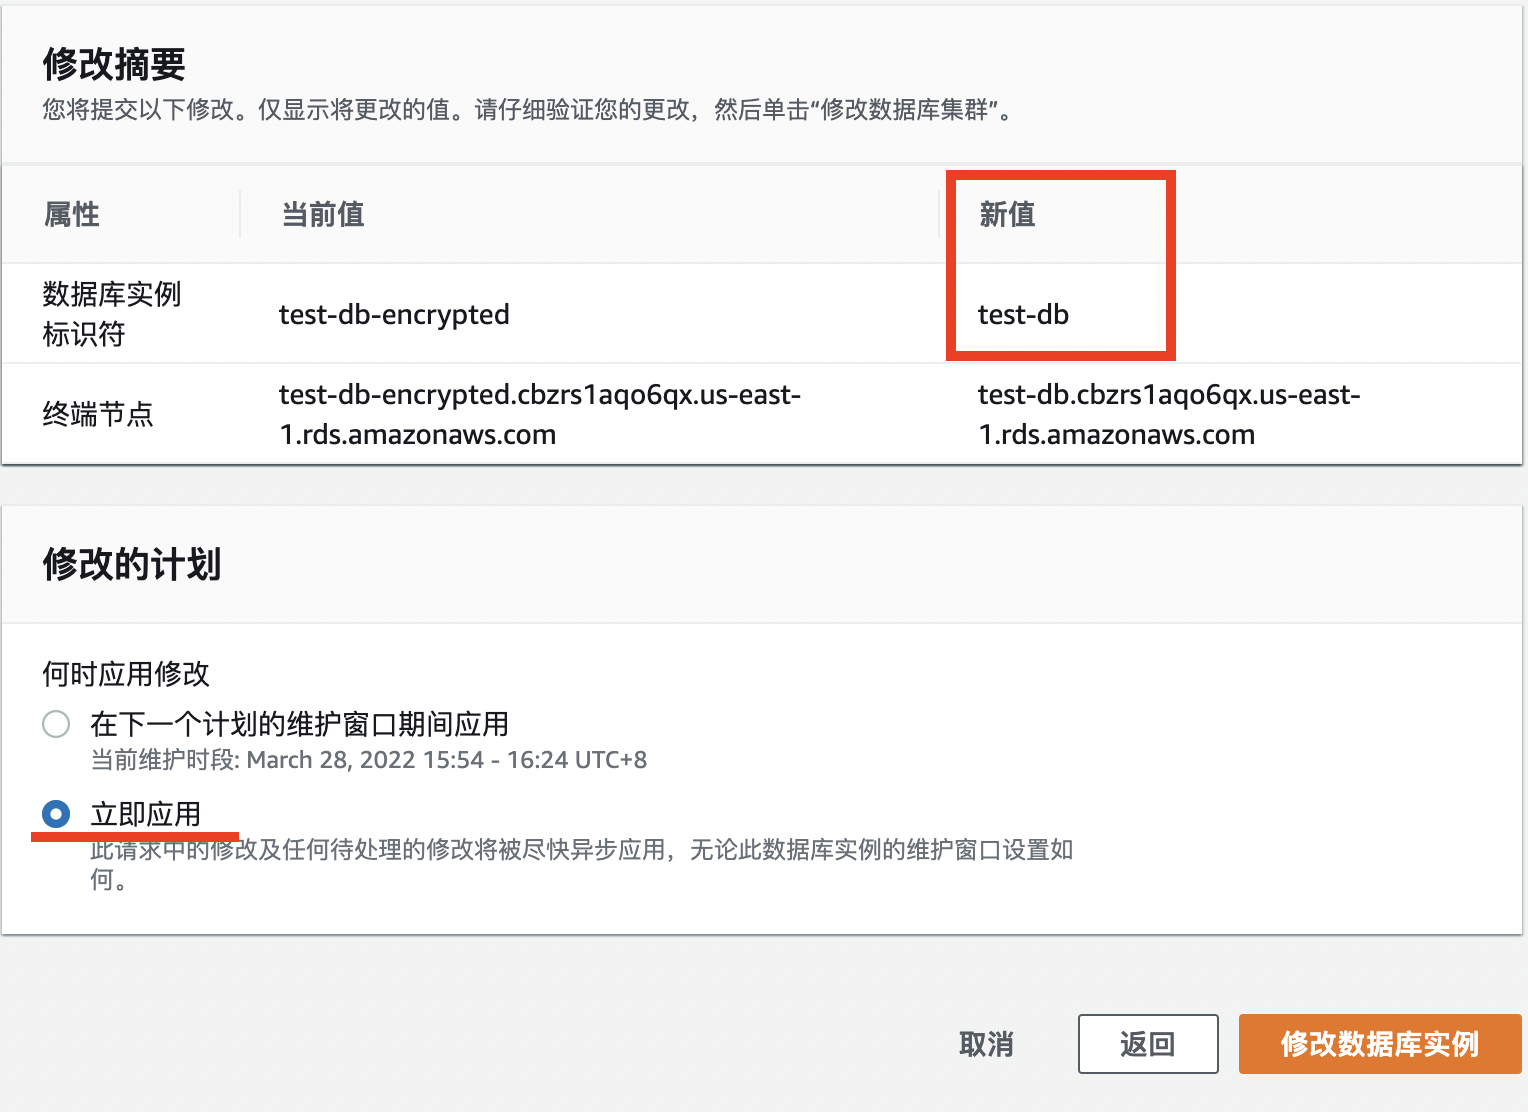 修改摘要
您将提交以下修改。仅显示将更改的值。请仔细验证您的更改，然后单击“修改数据库集群”。
属性
当前值
新值
数据库实例
标识符
test-db-encrypted
test-db
终端节点
test-db-encrypted.cbzrs1aqo6qx.us-east-
1.rds.amazonaws.com
test-db.cbzrs1aqo6qx.us-east-
1.rds.amazonaws.com
修改的计划
何时应用修改
在下一个计划的维护窗口期间应用
当前维护时段: March 28, 2022 15:54 - 16:24 UTC+8
立即应用
此请求中的修改及任何待处理的修改将被尽快异步应用，无论此数据库实例的维护窗口设置如
何。
取消
返回
修改数据库实例